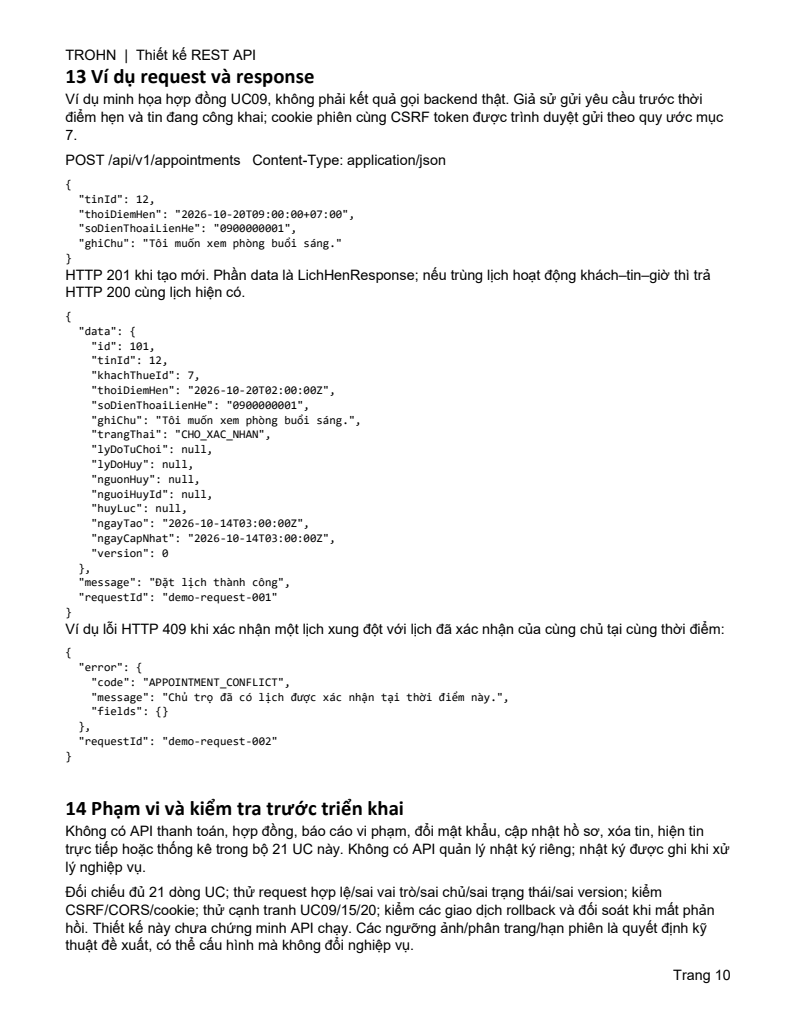 TROHN | Thiết kế REST API
13 Ví dụ request và response
Ví dụ minh họa hợp đồng UC09, không phải kết quả gọi backend thật. Giả sử gửi yêu cầu trước thời
điểm hẹn và tin đang công khai; cookie phiên cùng CSRF token được trình duyệt gửi theo quy ước mục
7.
POST /api/v1/appointments   Content-Type: application/json
{
  "tinId": 12,
  "thoiDiemHen": "2026-10-20T09:00:00+07:00",
  "soDienThoaiLienHe": "0900000001",
  "ghiChu": "Tôi muốn xem phòng buổi sáng."
}
HTTP 201 khi tạo mới. Phần data là LichHenResponse; nếu trùng lịch hoạt động khách–tin–giờ thì trả
HTTP 200 cùng lịch hiện có.
{
  "data": {
    "id": 101,
    "tinId": 12,
    "khachThueId": 7,
    "thoiDiemHen": "2026-10-20T02:00:00Z",
    "soDienThoaiLienHe": "0900000001",
    "ghiChu": "Tôi muốn xem phòng buổi sáng.",
    "trangThai": "CHO_XAC_NHAN",
    "lyDoTuChoi": null,
    "lyDoHuy": null,
    "nguonHuy": null,
    "nguoiHuyId": null,
    "huyLuc": null,
    "ngayTao": "2026-10-14T03:00:00Z",
    "ngayCapNhat": "2026-10-14T03:00:00Z",
    "version": 0
  },
  "message": "Đặt lịch thành công",
  "requestId": "demo-request-001"
}
Ví dụ lỗi HTTP 409 khi xác nhận một lịch xung đột với lịch đã xác nhận của cùng chủ tại cùng thời điểm:
{
  "error": {
    "code": "APPOINTMENT_CONFLICT",
    "message": "Chủ trọ đã có lịch được xác nhận tại thời điểm này.",
    "fields": {}
  },
  "requestId": "demo-request-002"
}
14 Phạm vi và kiểm tra trước triển khai
Không có API thanh toán, hợp đồng, báo cáo vi phạm, đổi mật khẩu, cập nhật hồ sơ, xóa tin, hiện tin
trực tiếp hoặc thống kê trong bộ 21 UC này. Không có API quản lý nhật ký riêng; nhật ký được ghi khi xử
lý nghiệp vụ.
Đối chiếu đủ 21 dòng UC; thử request hợp lệ/sai vai trò/sai chủ/sai trạng thái/sai version; kiểm
CSRF/CORS/cookie; thử cạnh tranh UC09/15/20; kiểm các giao dịch rollback và đối soát khi mất phản
hồi. Thiết kế này chưa chứng minh API chạy. Các ngưỡng ảnh/phân trang/hạn phiên là quyết định kỹ
thuật đề xuất, có thể cấu hình mà không đổi nghiệp vụ.
Trang 10